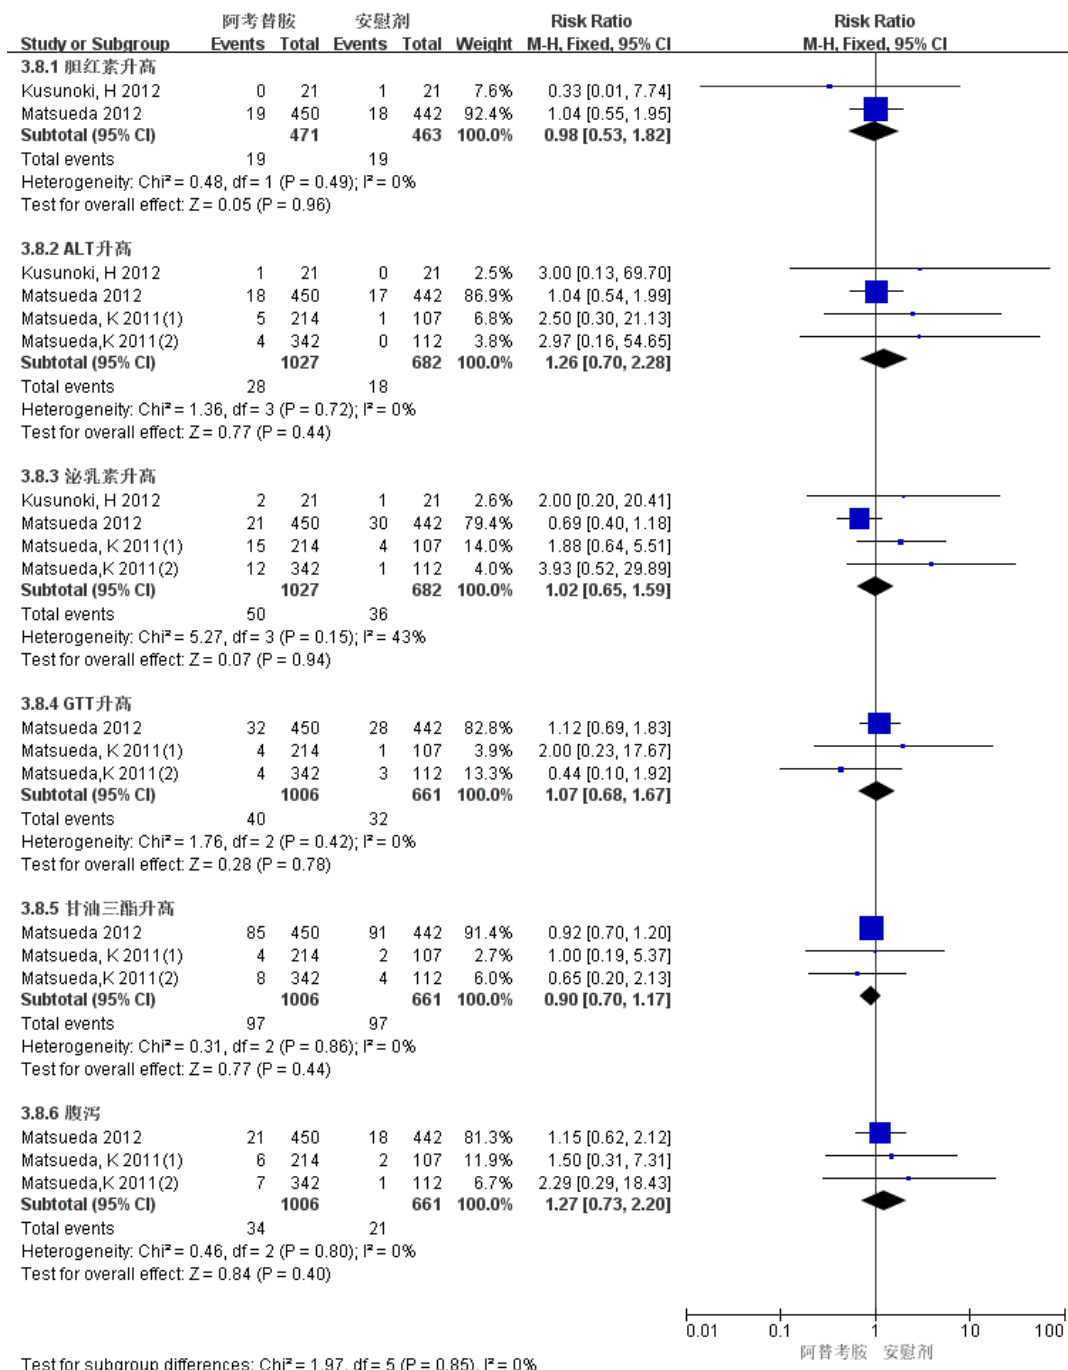 阿考替胺 安慰剂 Risk Ratio Risk Ratio
Study or Subgroup Events Total Events Total Weight M-H, Fixed, 95% CI M-H, Fixed, 95% CI
3.8.1 胆红素升高
Kusunoki, H 2012 0 21 1 21 7.6% 0.33 [0.01, 7.74]
Matsueda 2012 19 450 18 442 92.4% 1.04 [0.55, 1.95]
Subtotal (95% CI) 471 463 100.0% 0.98 [0.53, 1.82]
Total events 19 19
Heterogeneity: Chi² = 0.48, df = 1 (P = 0.49); I² = 0%
Test for overall effect: Z = 0.05 (P = 0.96)
3.8.2 ALT升高
Kusunoki, H 2012 1 21 0 21 2.5% 3.00 [0.13, 69.70]
Matsueda 2012 18 450 17 442 86.9% 1.04 [0.54, 1.99]
Matsueda, K 2011(1) 5 214 1 107 6.8% 2.50 [0.30, 21.13]
Matsueda,K 2011(2) 4 342 0 112 3.8% 2.97 [0.16, 54.65]
Subtotal (95% CI) 1027 682 100.0% 1.26 [0.70, 2.28]
Total events 28 18
Heterogeneity: Chi² = 1.36, df = 3 (P = 0.72); I² = 0%
Test for overall effect: Z = 0.77 (P = 0.44)
3.8.3 泌乳素升高
Kusunoki, H 2012 2 21 1 21 2.6% 2.00 [0.20, 20.41]
Matsueda 2012 21 450 30 442 79.4% 0.69 [0.40, 1.18]
Matsueda, K 2011(1) 15 214 4 107 14.0% 1.88 [0.64, 5.51]
Matsueda,K 2011(2) 12 342 1 112 4.0% 3.93 [0.52, 29.89]
Subtotal (95% CI) 1027 682 100.0% 1.02 [0.65, 1.59]
Total events 50 36
Heterogeneity: Chi² = 5.27, df = 3 (P = 0.15); I² = 43%
Test for overall effect: Z = 0.07 (P = 0.94)
3.8.4 GTT升高
Matsueda 2012 32 450 28 442 82.8% 1.12 [0.69, 1.83]
Matsueda, K 2011(1) 4 214 1 107 3.9% 2.00 [0.23, 17.67]
Matsueda,K 2011(2) 4 342 3 112 13.3% 0.44 [0.10, 1.92]
Subtotal (95% CI) 1006 661 100.0% 1.07 [0.68, 1.67]
Total events 40 32
Heterogeneity: Chi² = 1.76, df = 2 (P = 0.42); I² = 0%
Test for overall effect: Z = 0.28 (P = 0.78)
3.8.5 甘油三酯升高
Matsueda 2012 85 450 91 442 91.4% 0.92 [0.70, 1.20]
Matsueda, K 2011(1) 4 214 2 107 2.7% 1.00 [0.19, 5.37]
Matsueda,K 2011(2) 8 342 4 112 6.0% 0.65 [0.20, 2.13]
Subtotal (95% CI) 1006 661 100.0% 0.90 [0.70, 1.17]
Total events 97 97
Heterogeneity: Chi² = 0.31, df = 2 (P = 0.86); I² = 0%
Test for overall effect: Z = 0.77 (P = 0.44)
3.8.6 腹泻
Matsueda 2012 21 450 18 442 81.3% 1.15 [0.62, 2.12]
Matsueda, K 2011(1) 6 214 2 107 11.9% 1.50 [0.31, 7.31]
Matsueda,K 2011(2) 7 342 1 112 6.7% 2.29 [0.29, 18.43]
Subtotal (95% CI) 1006 661 100.0% 1.27 [0.73, 2.20]
Total events 34 21
Heterogeneity: Chi² = 0.46, df = 2 (P = 0.80); I² = 0%
Test for overall effect: Z = 0.84 (P = 0.40)
0.01 0.1 1 10 100
阿替考胺 安慰剂
Test for subgroup differences: Chi² = 1.97, df = 5 (P = 0.85), I² = 0%